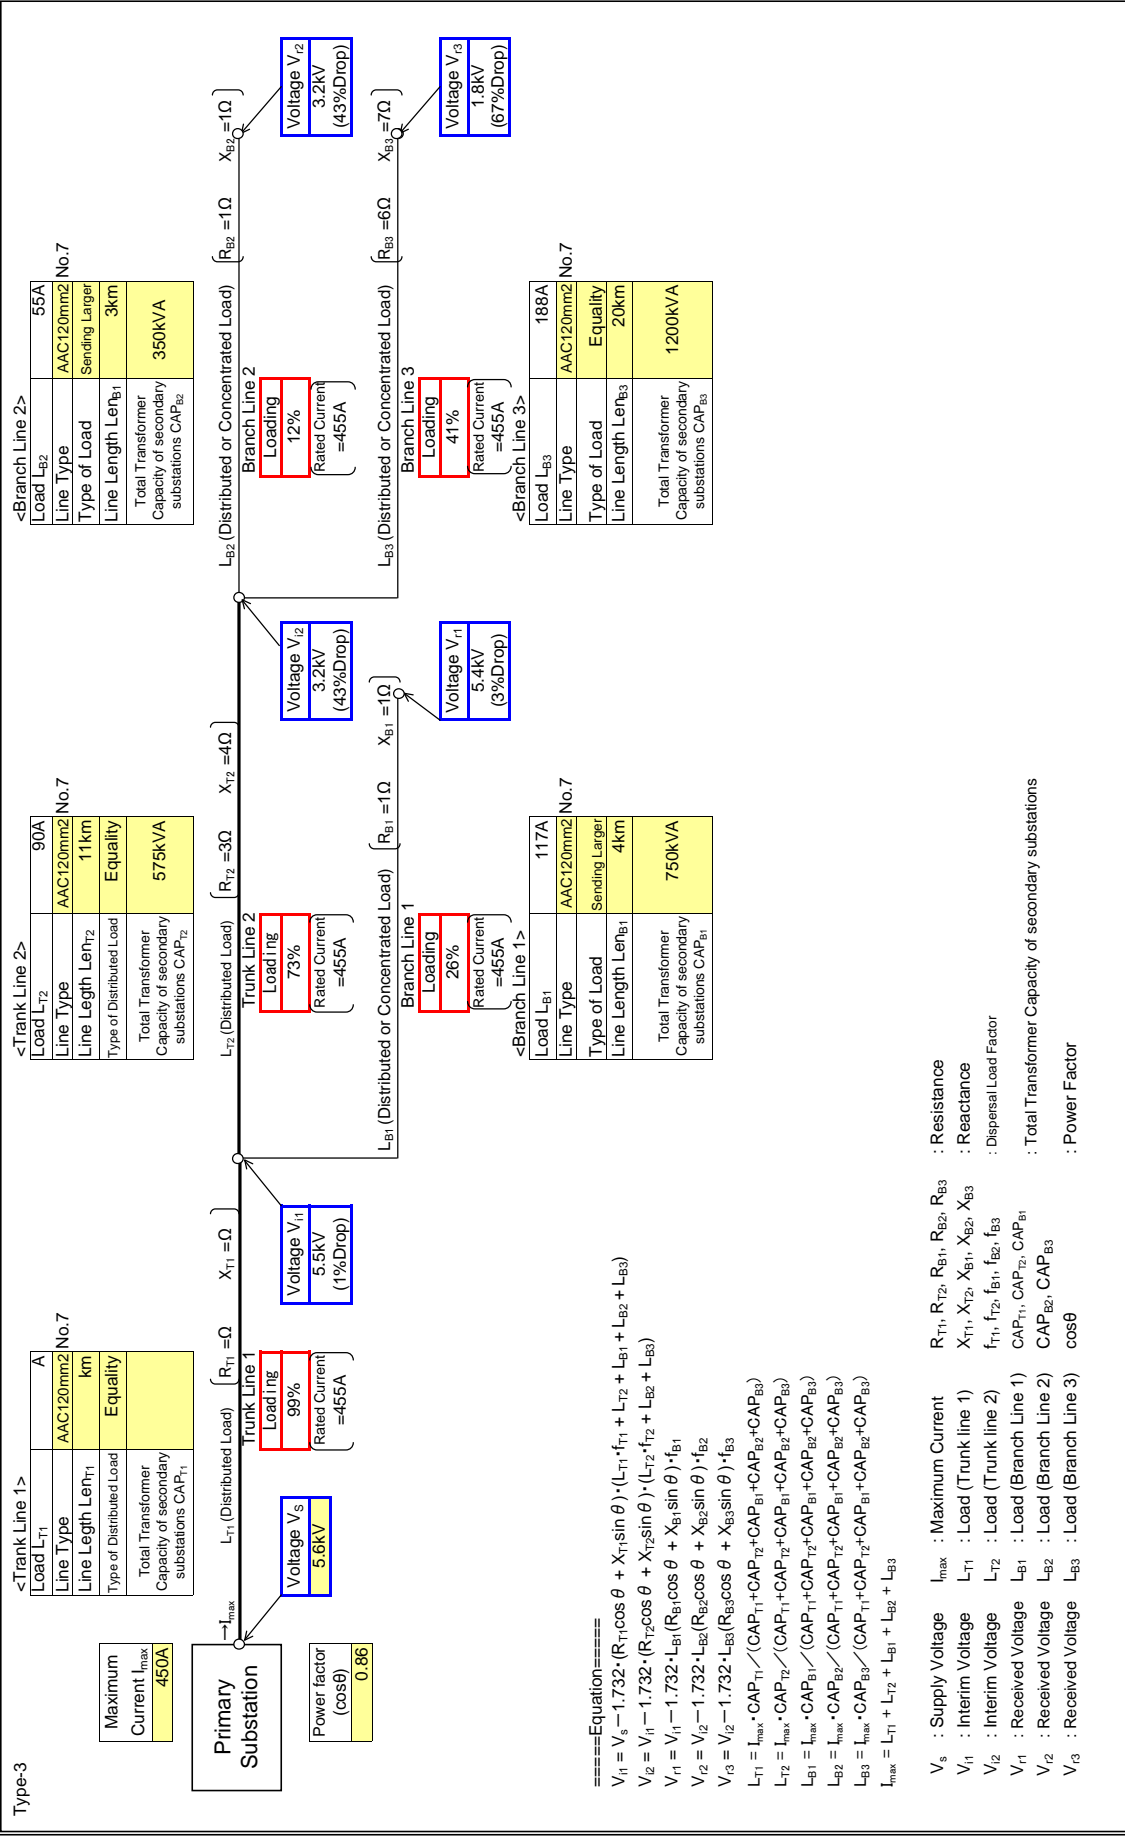 Type-3
Maximum
Current Imax
450A
Primary
Substation
Power factor
(cosθ)
0.86
→Imax
Voltage VS
5.6kV
<Trank Line 1>
Load LT1 A
Line Type AAC120mm2 No.7
Line Legth LenT1 km
Type of Distributed Load Equality
Total Transformer
Capacity of secondary
substations CAPT1
LT1 (Distributed Load) (RT1 =Ω XT1 =Ω)
Trunk Line 1
Loading
99%
(Rated Current
=455A)
Voltage Vi1
5.5kV
(1%Drop)
<Trank Line 2>
Load LT2 90A
Line Type AAC120mm2 No.7
Line Legth LenT2 11km
Type of Distributed Load Equality
Total Transformer
Capacity of secondary
substations CAPT2
575kVA
LT2 (Distributed Load) (RT2 =3Ω XT2 =4Ω)
Trunk Line 2
Loading
73%
(Rated Current
=455A)
Voltage Vi2
3.2kV
(43%Drop)
LB1 (Distributed or Concentrated Load) (RB1 =1Ω XB1 =1Ω)
Branch Line 1
Loading
26%
(Rated Current
=455A)
Voltage Vr1
5.4kV
(3%Drop)
<Branch Line 1>
Load LB1 117A
Line Type AAC120mm2 No.7
Type of Load Sending Larger
Line Length LenB1 4km
Total Transformer
Capacity of secondary
substations CAPB1
750kVA
<Branch Line 2>
Load LB2 55A
Line Type AAC120mm2 No.7
Type of Load Sending Larger
Line Length LenB1 3km
Total Transformer
Capacity of secondary
substations CAPB2
350kVA
LB2 (Distributed or Concentrated Load) (RB2 =1Ω XB2 =1Ω)
Branch Line 2
Loading
12%
(Rated Current
=455A)
Voltage Vr2
3.2kV
(43%Drop)
LB3 (Distributed or Concentrated Load) (RB3 =6Ω XB3 =7Ω)
Branch Line 3
Loading
41%
(Rated Current
=455A)
Voltage Vr3
1.8kV
(67%Drop)
<Branch Line 3>
Load LB3 188A
Line Type AAC120mm2 No.7
Type of Load Equality
Line Length LenB3 20km
Total Transformer
Capacity of secondary
substations CAPB3
1200kVA
=====Equation=====
Vi1 = Vs−1.732・(RT1cos θ + XT1sin θ)・(LT1・fT1 + LT2 + LB1 + LB2 + LB3)
Vi2 = Vi1−1.732・(RT2cos θ + XT2sin θ)・(LT2・fT2 + LB2 + LB3)
Vr1 = Vi1−1.732・LB1(RB1cos θ + XB1sin θ)・fB1
Vr2 = Vi2−1.732・LB2(RB2cos θ + XB2sin θ)・fB2
Vr3 = Vi2−1.732・LB3(RB3cos θ + XB3sin θ)・fB3
LT1 = Imax・CAPT1／(CAPT1+CAPT2+CAPB1+CAPB2+CAPB3)
LT2 = Imax・CAPT2／(CAPT1+CAPT2+CAPB1+CAPB2+CAPB3)
LB1 = Imax・CAPB1／(CAPT1+CAPT2+CAPB1+CAPB2+CAPB3)
LB2 = Imax・CAPB2／(CAPT1+CAPT2+CAPB1+CAPB2+CAPB3)
LB3 = Imax・CAPB3／(CAPT1+CAPT2+CAPB1+CAPB2+CAPB3)
Imax = LT1 + LT2 + LB1 + LB2 + LB3
Vs : Supply Voltage Imax : Maximum Current RT1, RT2, RB1, RB2, RB3 : Resistance
Vi1 : Interim Voltage LT1 : Load (Trunk line 1) XT1, XT2, XB1, XB2, XB3 : Reactance
Vi2 : Interim Voltage LT2 : Load (Trunk line 2) fT1, fT2, fB1, fB2, fB3 : Dispersal Load Factor
Vr1 : Received Voltage LB1 : Load (Branch Line 1) CAPT1, CAPT2, CAPB1 : Total Transformer Capacity of secondary substations
Vr2 : Received Voltage LB2 : Load (Branch Line 2) CAPB2, CAPB3
Vr3 : Received Voltage LB3 : Load (Branch Line 3) cosθ : Power Factor